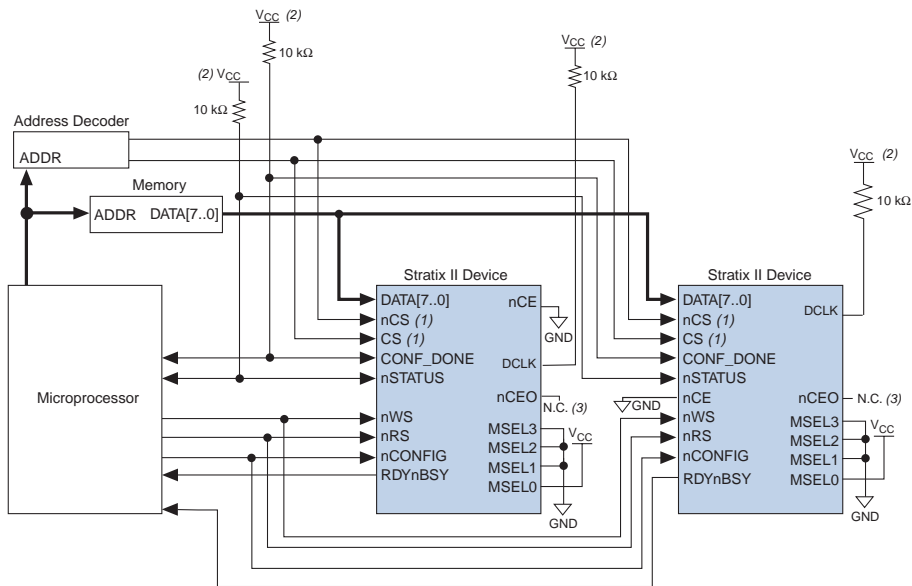 VCC (2)
10 kΩ
VCC (2)
10 kΩ
(2) VCC
10 kΩ
Address Decoder
ADDR
VCC (2)
10 kΩ
Memory
ADDR DATA[7..0]
Stratix II Device
DATA[7..0]
nCS (1)
CS (1)
CONF_DONE
nSTATUS
nWS
nRS
nCONFIG
RDYnBSY
nCE
GND
DCLK
nCEO
N.C. (3)
MSEL3
MSEL2
MSEL1
MSEL0
VCC
GND
Stratix II Device
DATA[7..0]
nCS (1)
CS (1)
CONF_DONE
nSTATUS
nCE
GND
nWS
nRS
nCONFIG
RDYnBSY
DCLK
nCEO
N.C. (3)
MSEL3
MSEL2
MSEL1
MSEL0
VCC
GND
Microprocessor